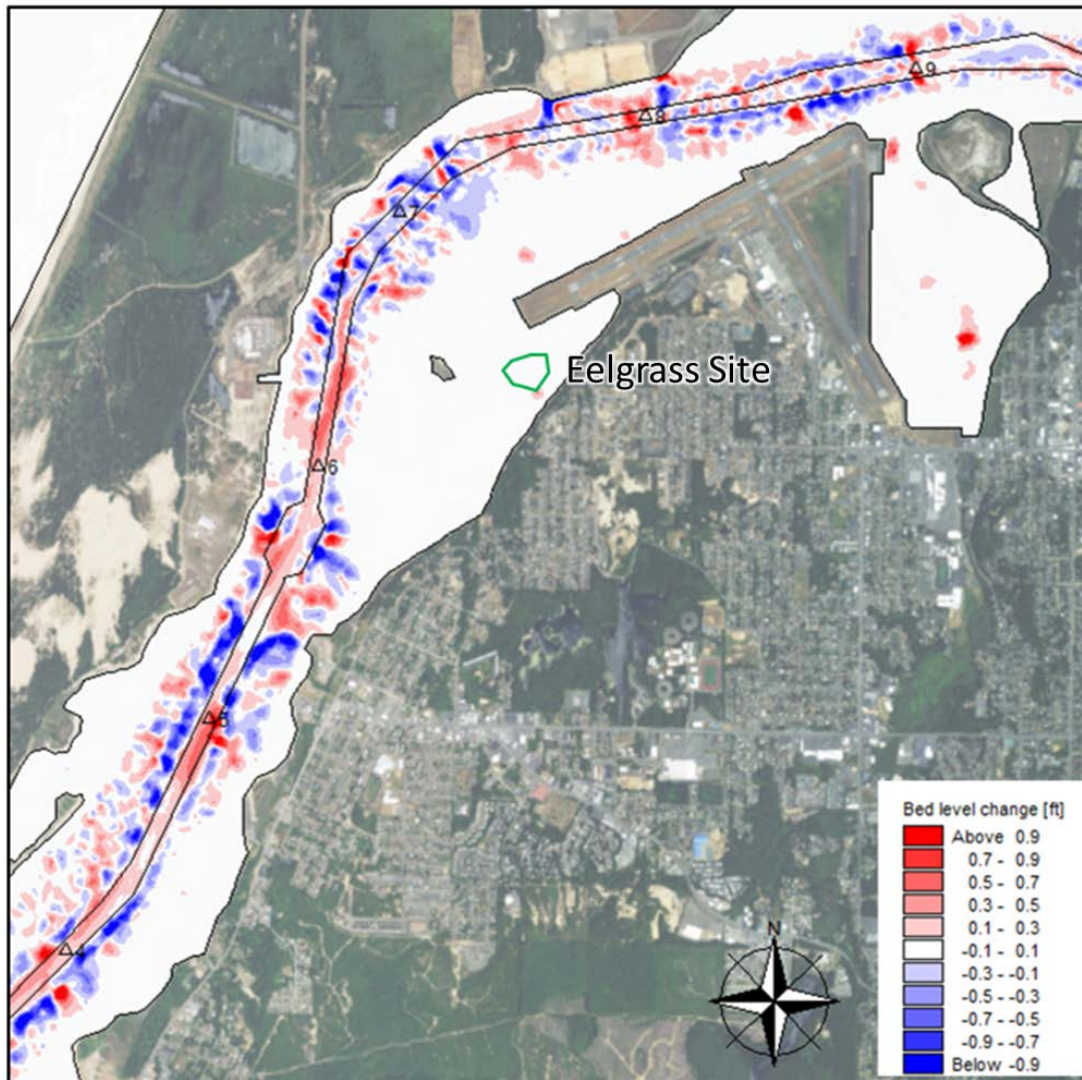 9
8
7
Eelgrass Site
6
5
4
Bed level change [ft]
Above 0.9
0.7 - 0.9
0.5 - 0.7
0.3 - 0.5
0.1 - 0.3
-0.1 - 0.1
-0.3 - -0.1
-0.5 - -0.3
-0.7 - -0.5
-0.9 - -0.7
Below -0.9
N